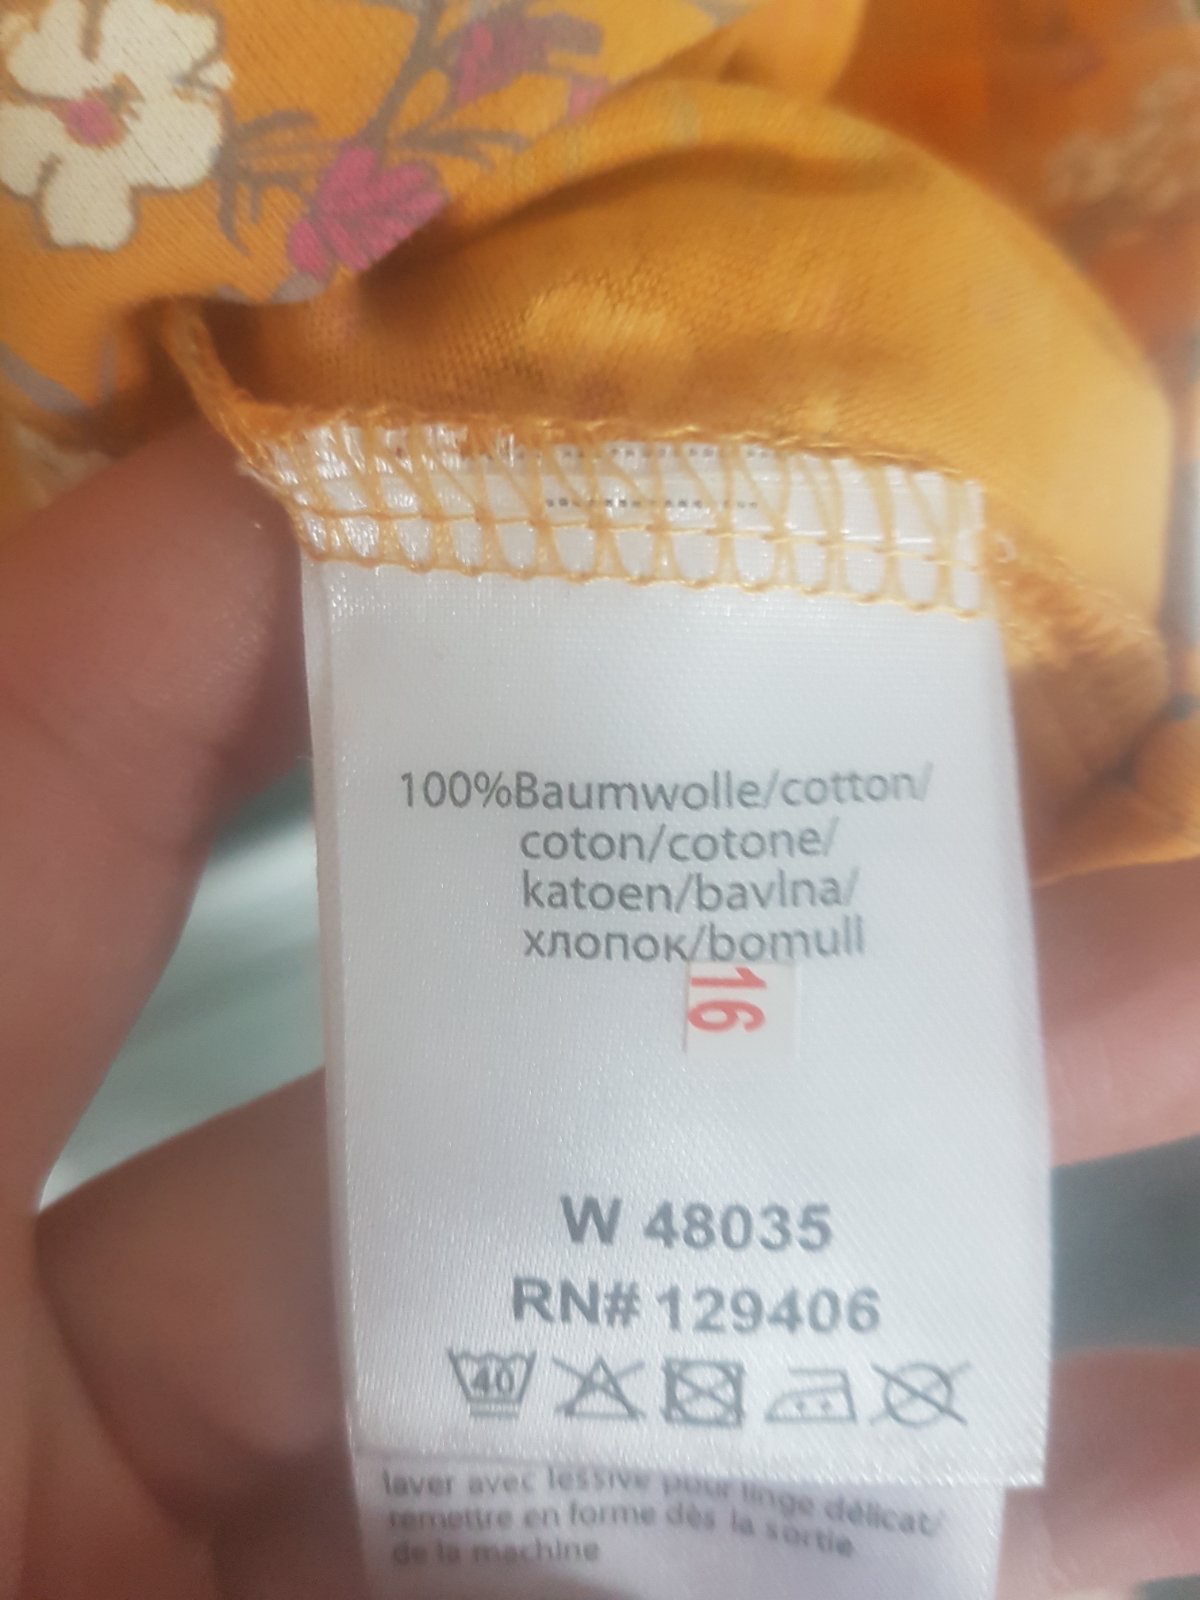 100%Baumwolle/cotton/
coton/cotone/
katoen/bavlna/
хлопок/bomull
16
W 48035
RN# 129406
40
laver avec lessive pour linge délicat/
remettre en forme dès la sortie
de la machine